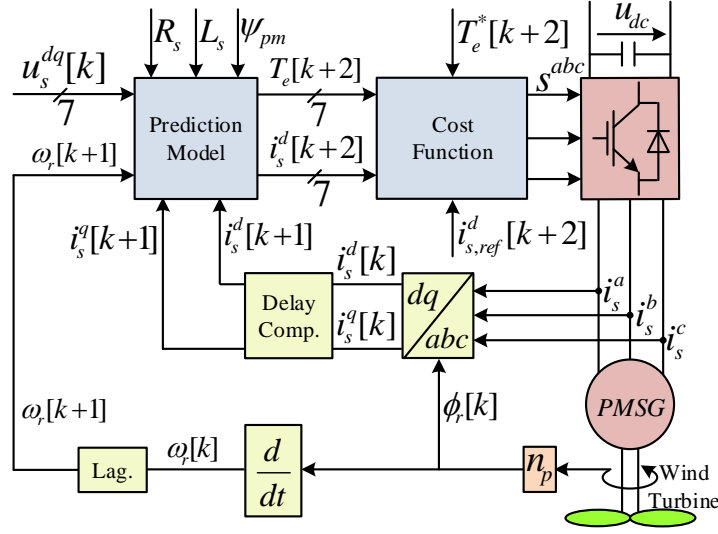 R_s L_s ψ_pm
T_e^*[k+2]
u_dc
u_s^dq[k]
7
T_e[k+2]
7
s^abc
Prediction
Model
Cost
Function
ω_r[k+1]
i_s^d[k+2]
7
i_s^q[k+1]
i_s^d[k+1]
i_s,ref^d[k+2]
i_s^d[k]
i_s^q[k]
Delay
Comp.
dq
abc
i_s^a
i_s^b
i_s^c
PMSG
ω_r[k+1]
ϕ_r[k]
ω_r[k]
Lag.
d
dt
n_p
Wind
Turbine